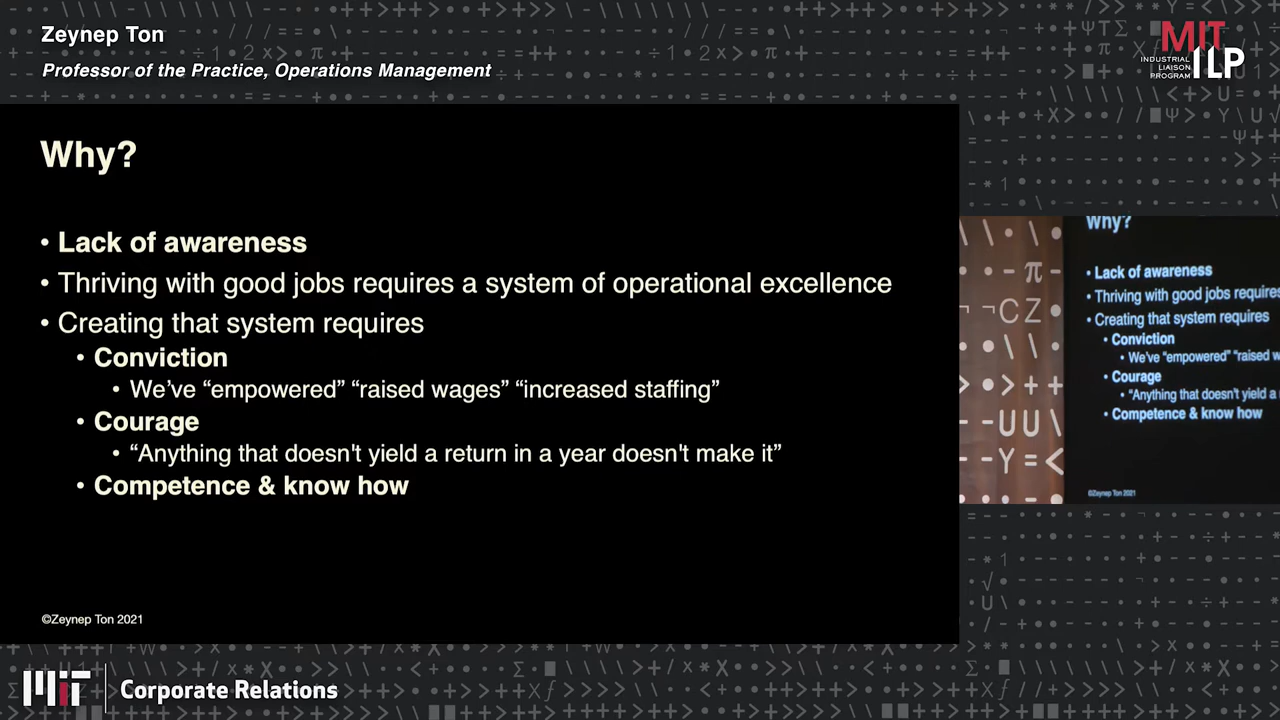 Zeynep Ton
Professor of the Practice, Operations Management
MIT
INDUSTRIAL
LIAISON
PROGRAM
ILP
Why?
• Lack of awareness
• Thriving with good jobs requires a system of operational excellence
• Creating that system requires
• Conviction
• We’ve “empowered” “raised wages” “increased staffing”
• Courage
• “Anything that doesn't yield a return in a year doesn't make it”
• Competence & know how
©Zeynep Ton 2021
Why?
• Lack of awareness
• Thriving with good jobs requires
• Creating that system requires
• Conviction
• We’ve “empowered” “raised w
• Courage
• “Anything that doesn't yield a
• Competence & know how
©Zeynep Ton 2021
MIT
Corporate Relations